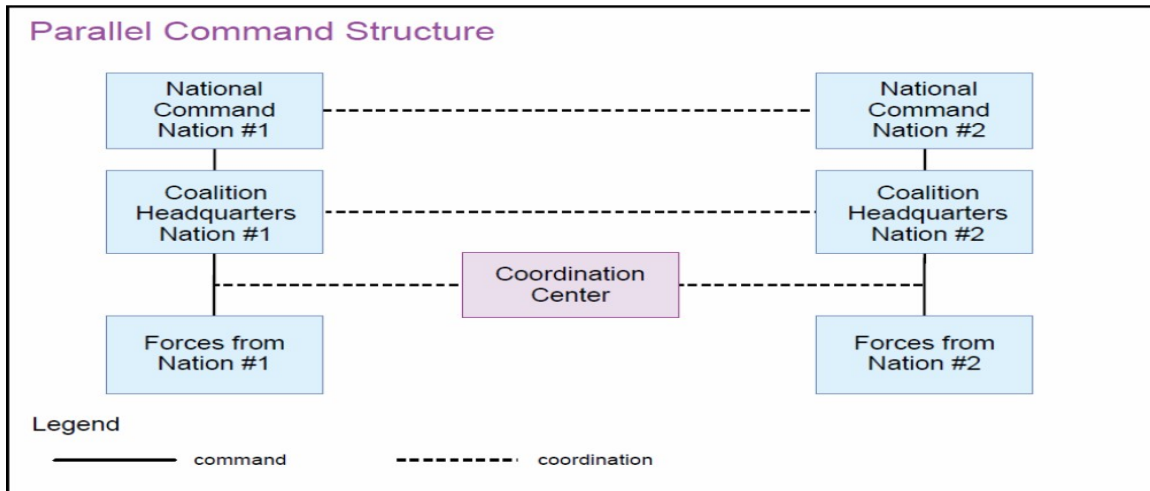 Parallel Command Structure
National
Command
Nation #1
National
Command
Nation #2
Coalition
Headquarters
Nation #1
Coalition
Headquarters
Nation #2
Coordination
Center
Forces from
Nation #1
Forces from
Nation #2
Legend
command
coordination